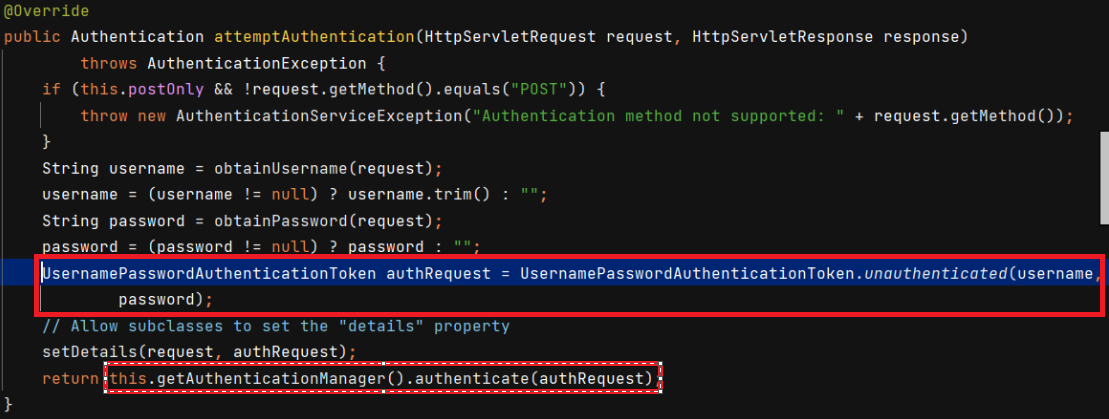 @Override
public Authentication attemptAuthentication(HttpServletRequest request, HttpServletResponse response)
        throws AuthenticationException {
    if (this.postOnly && !request.getMethod().equals("POST")) {
        throw new AuthenticationServiceException("Authentication method not supported: " + request.getMethod());
    }
    String username = obtainUsername(request);
    username = (username != null) ? username.trim() : "";
    String password = obtainPassword(request);
    password = (password != null) ? password : "";
    UsernamePasswordAuthenticationToken authRequest = UsernamePasswordAuthenticationToken.unauthenticated(username,
            password);
    // Allow subclasses to set the "details" property
    setDetails(request, authRequest);
    return this.getAuthenticationManager().authenticate(authRequest);
}